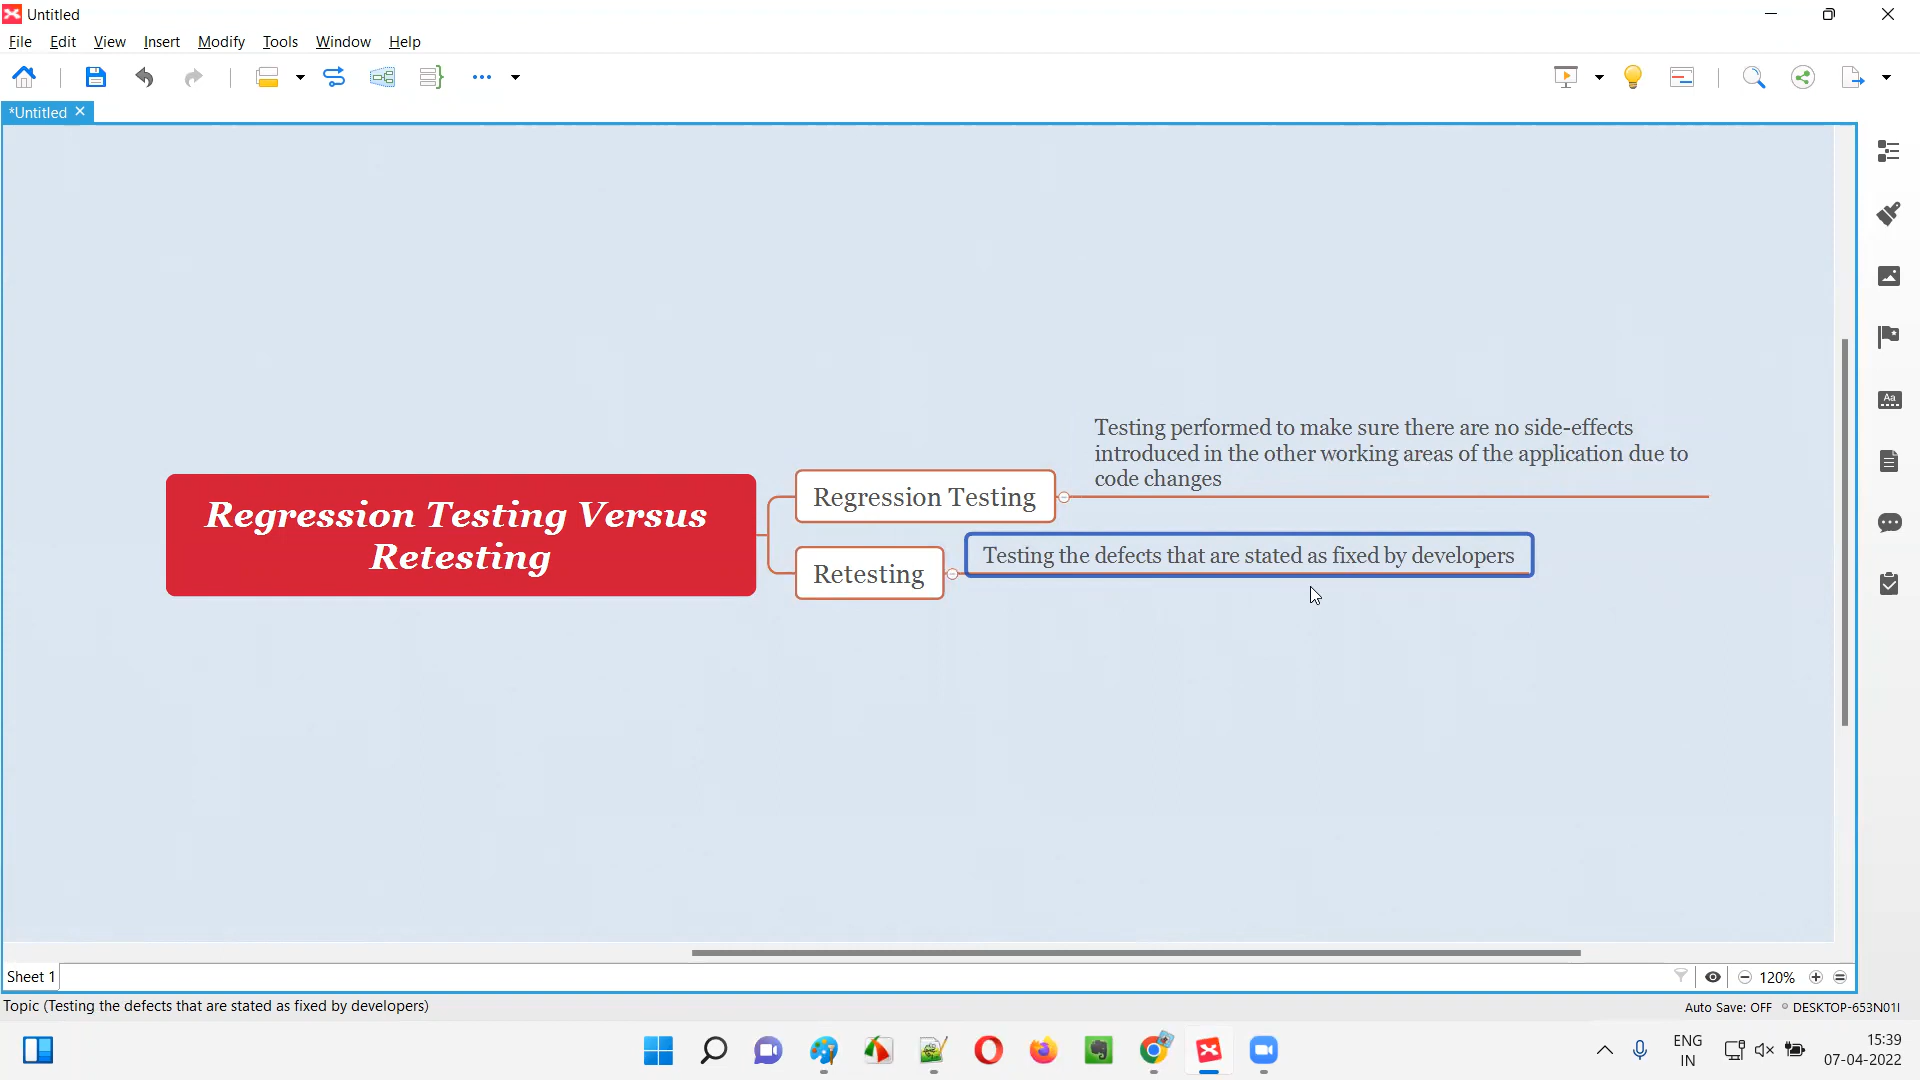 Untitled
File Edit View Insert Modify Tools Window Help
*Untitled
Testing performed to make sure there are no side-effects
introduced in the other working areas of the application due to
code changes
Regression Testing Versus
Retesting
Regression Testing
Testing the defects that are stated as fixed by developers
Retesting
Aa
Sheet 1
120%
Topic (Testing the defects that are stated as fixed by developers)
Auto Save: OFF
DESKTOP-653N01I
ENG
IN
15:39
07-04-2022